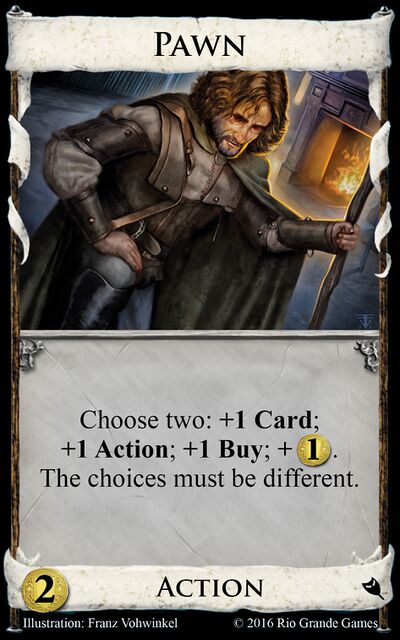 Pawn
Choose two: +1 Card;
+1 Action; +1 Buy; +1.
The choices must be different.
2
Action
Illustration: Franz Vohwinkel © 2016 Rio Grande Games